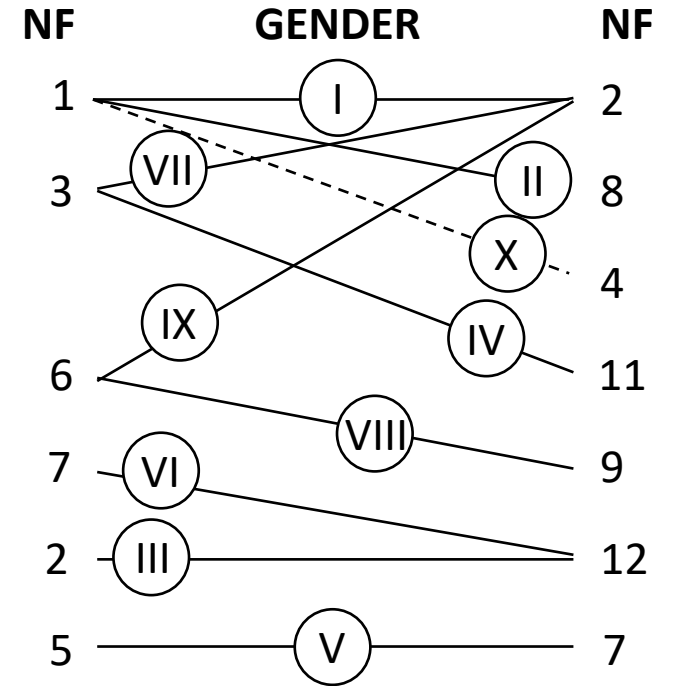 NF GENDER NF
1 I 2
VII
3 II 8
X 4
IX IV
6 11
VIII
7 VI 9
2 III 12
5 V 7